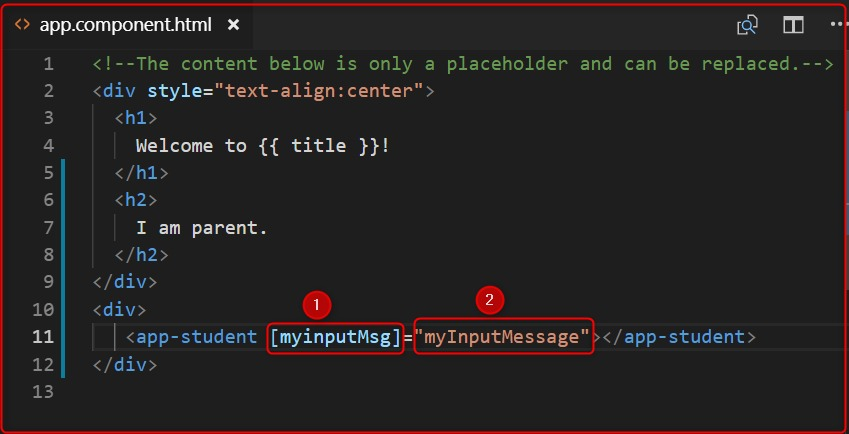 <> app.component.html ×
1 <!--The content below is only a placeholder and can be replaced.-->
2 <div style="text-align:center">
3 <h1>
4 Welcome to {{ title }}!
5 </h1>
6 <h2>
7 I am parent.
8 </h2>
9 </div>
10 <div>
1 2
11 <app-student [myinputMsg]="myInputMessage"></app-student>
12 </div>
13